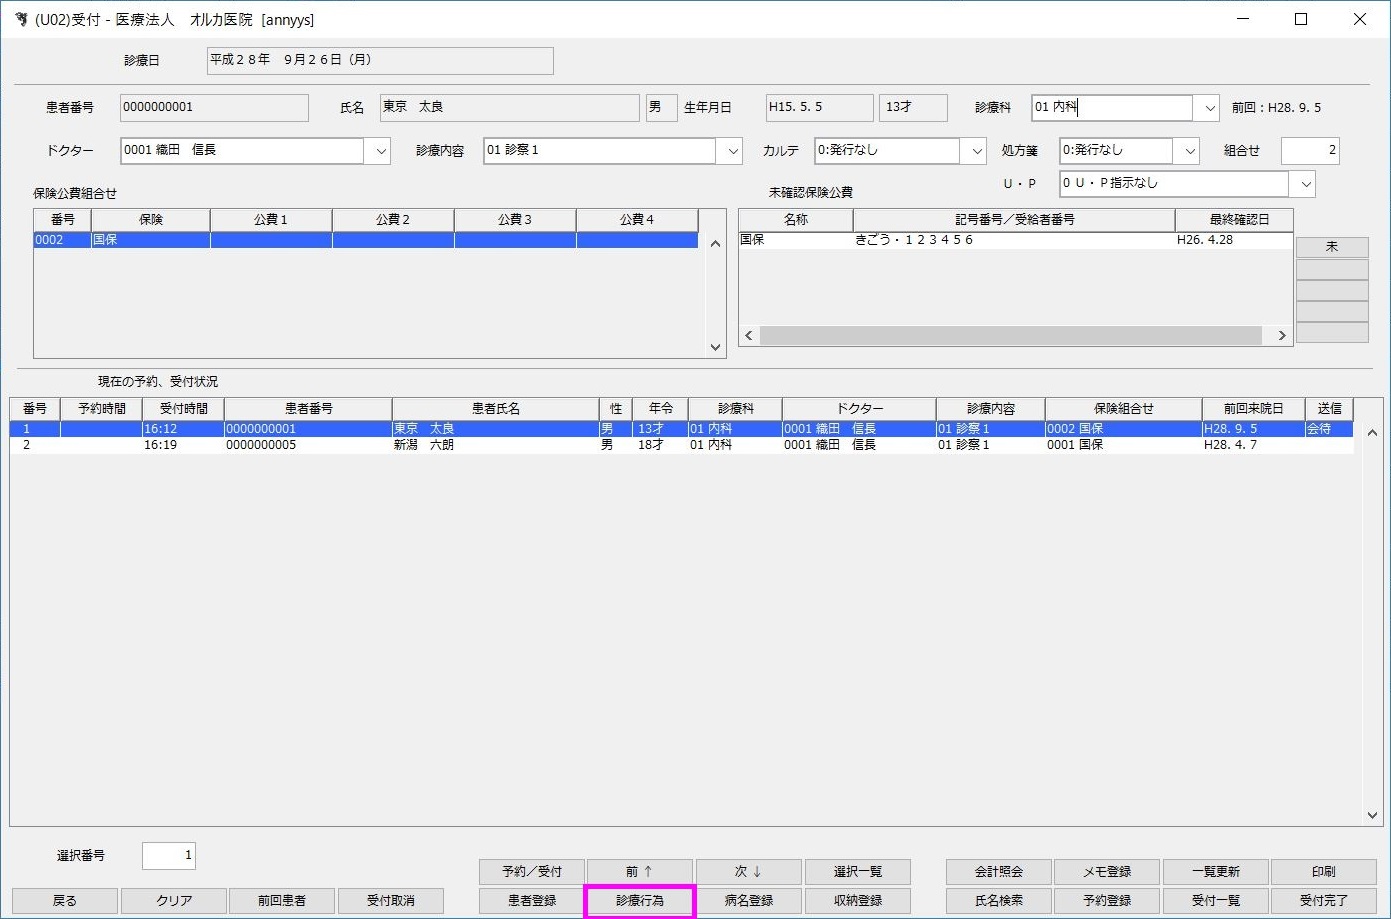 (U02)受付 - 医療法人　オルカ医院  [annyys]
診療日 平成２８年　９月２６日（月）
患者番号 0000000001 氏名 東京　太良 男 生年月日 H15. 5. 5 13才 診療科 01 内科 前回：H28. 9. 5
ドクター 0001 織田　信長 診療内容 01 診察１ カルテ 0:発行なし 処方箋 0:発行なし 組合せ 2
Ｕ・Ｐ 0 Ｕ・Ｐ指示なし
保険公費組合せ 未確認保険公費
番号 保険 公費１ 公費２ 公費３ 公費４ 名称 記号番号／受給者番号 最終確認日
0002 国保 国保 きごう・１２３４５６ H26. 4.28 未
現在の予約、受付状況
番号 予約時間 受付時間 患者番号 患者氏名 性 年令 診療科 ドクター 診療内容 保険組合せ 前回来院日 送信
1 16:12 0000000001 東京　太良 男 13才 01 内科 0001 織田　信長 01 診察１ 0002 国保 H28. 9. 5 会待
2 16:19 0000000005 新潟　六朗 男 18才 01 内科 0001 織田　信長 01 診察１ 0001 国保 H28. 4. 7
選択番号 1
予約／受付 前 ↑ 次 ↓ 選択一覧 会計照会 メモ登録 一覧更新 印刷
戻る クリア 前回患者 受付取消 患者登録 診療行為 病名登録 収納登録 氏名検索 予約登録 受付一覧 受付完了